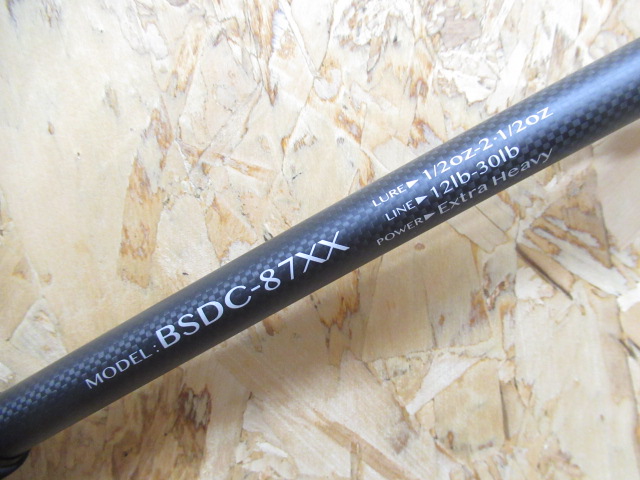 MODEL: BSDC-87XX
LURE▶1/2oz-2·1/2oz
LINE▶12lb-30lb
POWER▶Extra Heavy